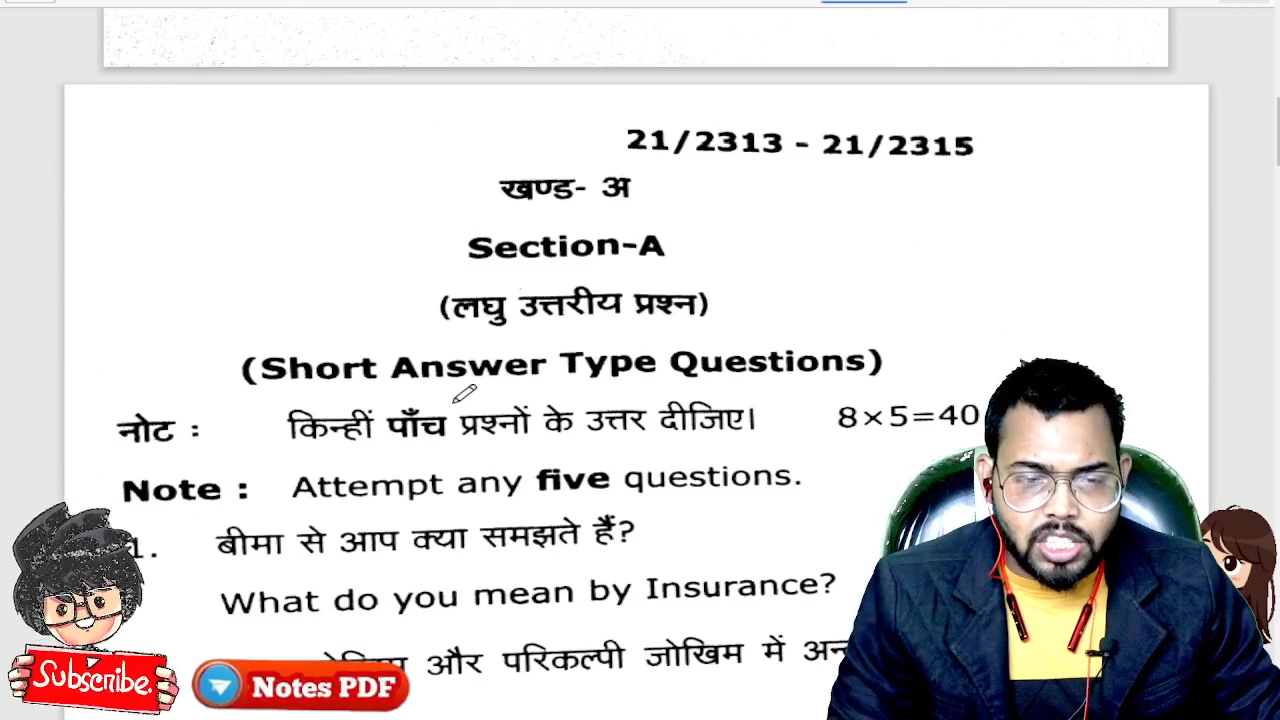 21/2313 - 21/2315
खण्ड- अ
Section-A
(लघु उत्तरीय प्रश्न)
(Short Answer Type Questions)
नोट : किन्हीं पाँच प्रश्नों के उत्तर दीजिए। 8×5=40
Note : Attempt any five questions.
1. बीमा से आप क्या समझते हैं?
What do you mean by Insurance?
और परिकल्पी जोखिम में
Subscribe.
Notes PDF